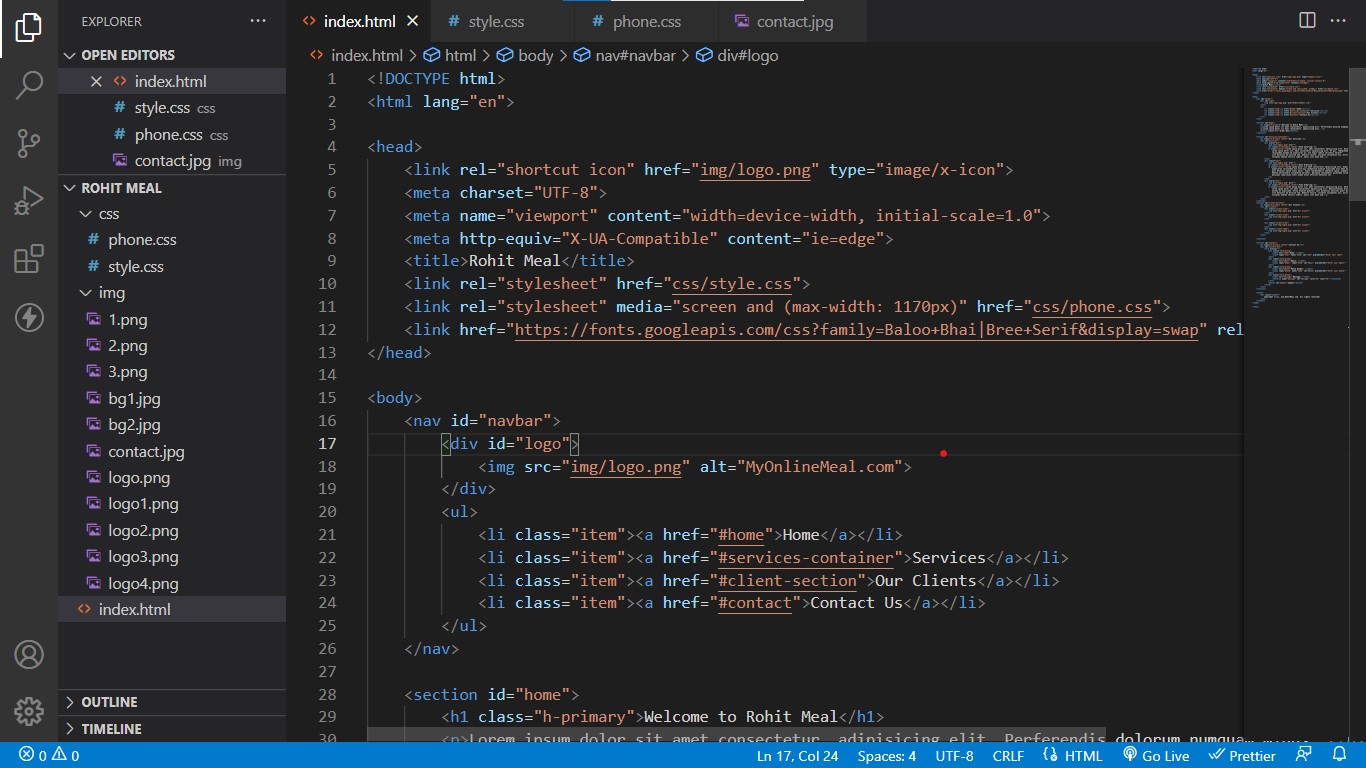 EXPLORER
OPEN EDITORS
index.html
style.css css
phone.css css
contact.jpg img
ROHIT MEAL
css
phone.css
style.css
img
1.png
2.png
3.png
bg1.jpg
bg2.jpg
contact.jpg
logo.png
logo1.png
logo2.png
logo3.png
logo4.png
index.html
OUTLINE
TIMELINE
index.html style.css phone.css contact.jpg
index.html > html > body > nav#navbar > div#logo
1 <!DOCTYPE html>
2 <html lang="en">
3
4 <head>
5 <link rel="shortcut icon" href="img/logo.png" type="image/x-icon">
6 <meta charset="UTF-8">
7 <meta name="viewport" content="width=device-width, initial-scale=1.0">
8 <meta http-equiv="X-UA-Compatible" content="ie=edge">
9 <title>Rohit Meal</title>
10 <link rel="stylesheet" href="css/style.css">
11 <link rel="stylesheet" media="screen and (max-width: 1170px)" href="css/phone.css">
12 <link href="https://fonts.googleapis.com/css?family=Baloo+Bhai|Bree+Serif&display=swap" rel
13 </head>
14
15 <body>
16 <nav id="navbar">
17 <div id="logo">
18 <img src="img/logo.png" alt="MyOnlineMeal.com">
19 </div>
20 <ul>
21 <li class="item"><a href="#home">Home</a></li>
22 <li class="item"><a href="#services-container">Services</a></li>
23 <li class="item"><a href="#client-section">Our Clients</a></li>
24 <li class="item"><a href="#contact">Contact Us</a></li>
25 </ul>
26 </nav>
27
28 <section id="home">
29 <h1 class="h-primary">Welcome to Rohit Meal</h1>
30 <p>Lorem ipsum dolor sit amet consectetur, adipisicing elit. Perferendis dolorum numquam
0 0 Ln 17, Col 24 Spaces: 4 UTF-8 CRLF HTML Go Live Prettier